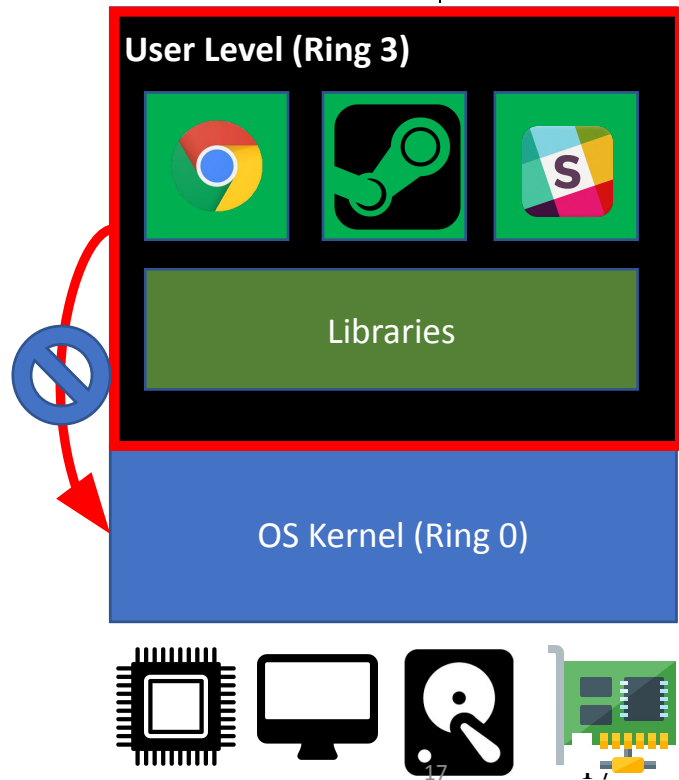 User Level (Ring 3)
S
Libraries
OS Kernel (Ring 0)
17